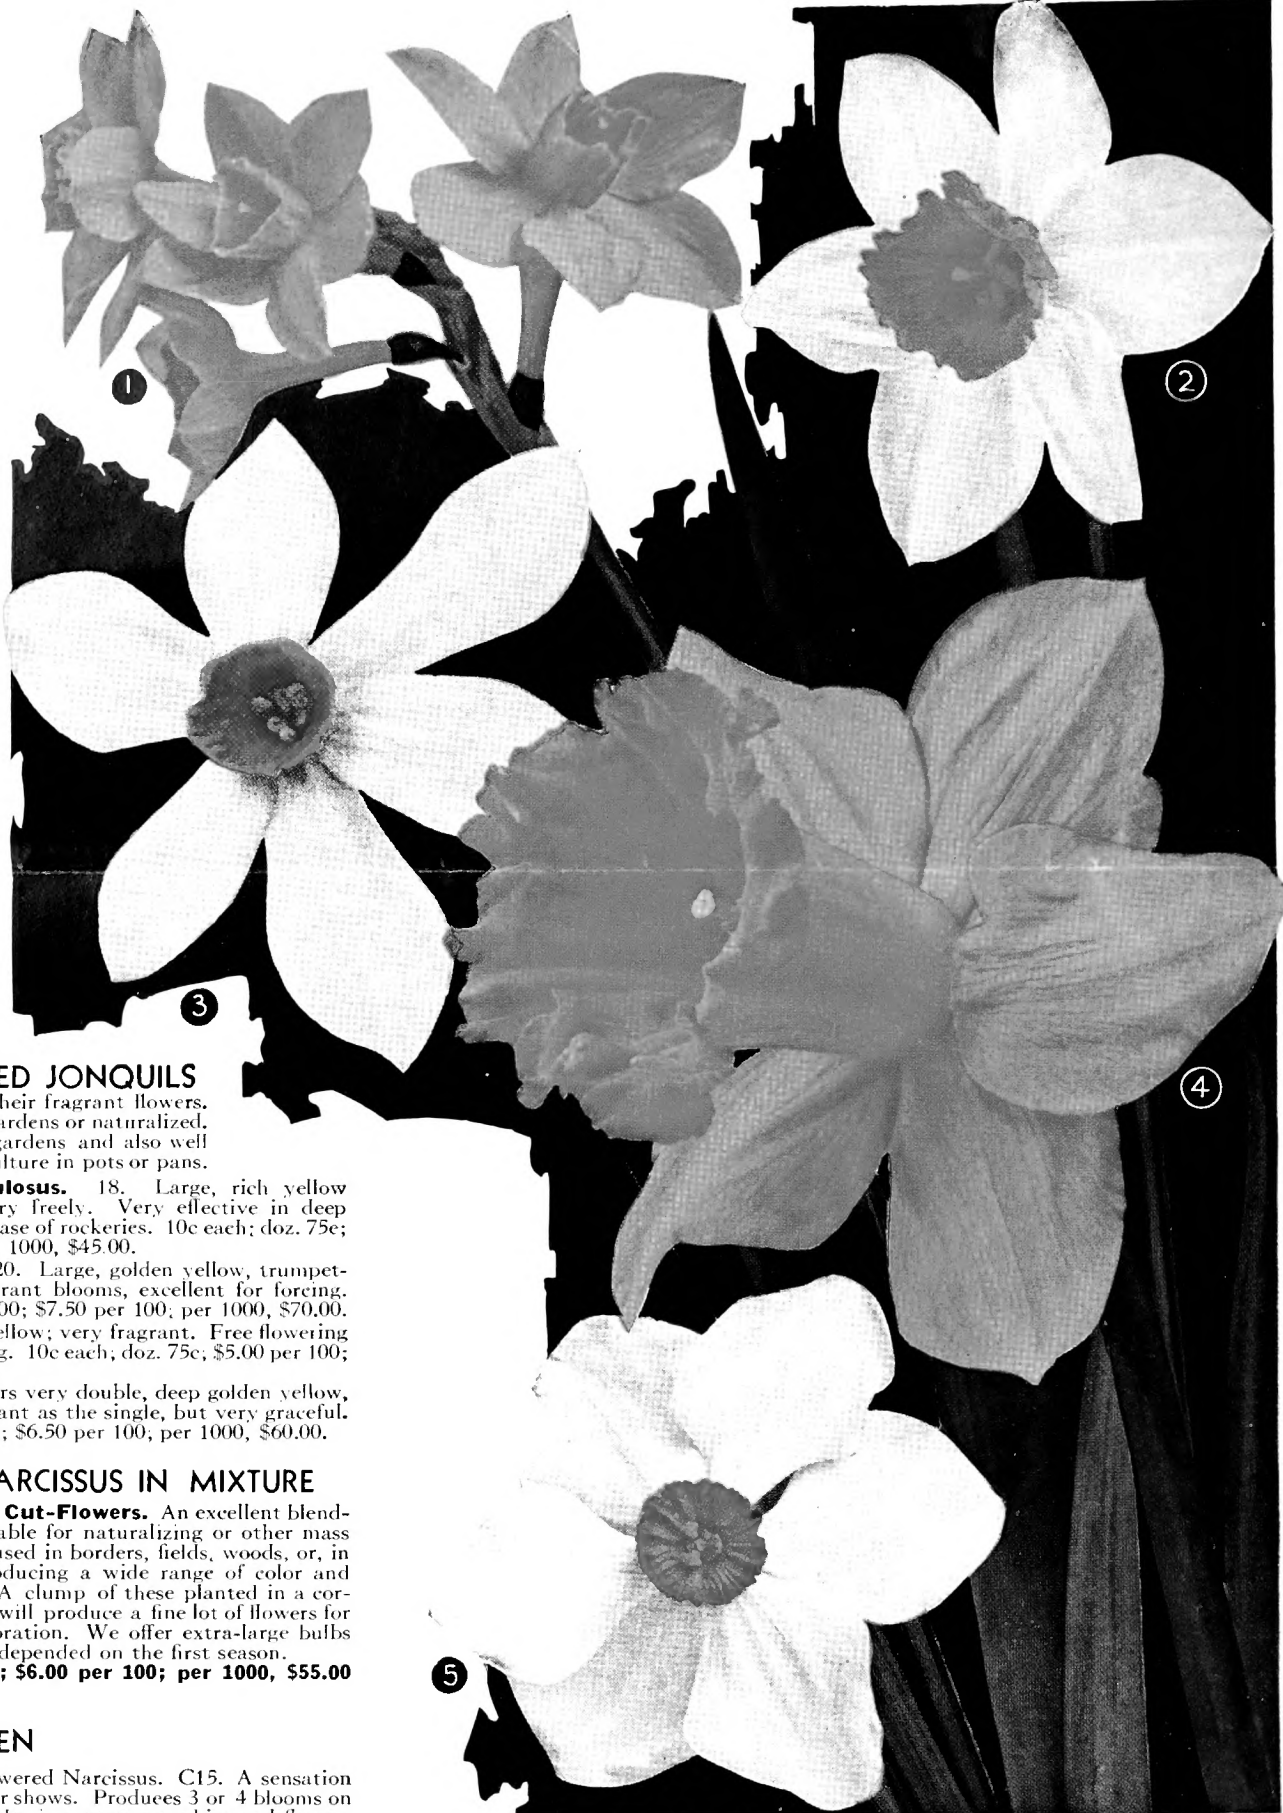 1
2
3
4
5
ED JONQUILS
heir fragrant flowers.
ardens or naturalized.
gardens and also well
lture in pots or pans.
ulosus. 18. Large, rich yellow
ry freely. Very effective in deep
ase of rockeries. 10c each; doz. 75c;
1000, $45.00.
20. Large, golden yellow, trumpet-
rant blooms, excellent for forcing.
00; $7.50 per 100; per 1000, $70.00.
ellow; very fragrant. Free flowering
g. 10c each; doz. 75c; $5.00 per 100;
rs very double, deep golden yellow,
ant as the single, but very graceful.
; $6.50 per 100; per 1000, $60.00.
ARCISSUS IN MIXTURE
Cut-Flowers. An excellent blend-
able for naturalizing or other mass
used in borders, fields, woods, or, in
oducing a wide range of color and
A clump of these planted in a cor-
will produce a fine lot of flowers for
oration. We offer extra-large bulbs
depended on the first season.
; $6.00 per 100; per 1000, $55.00
EN
wered Narcissus. C15. A sensation
r shows. Produces 3 or 4 blooms on